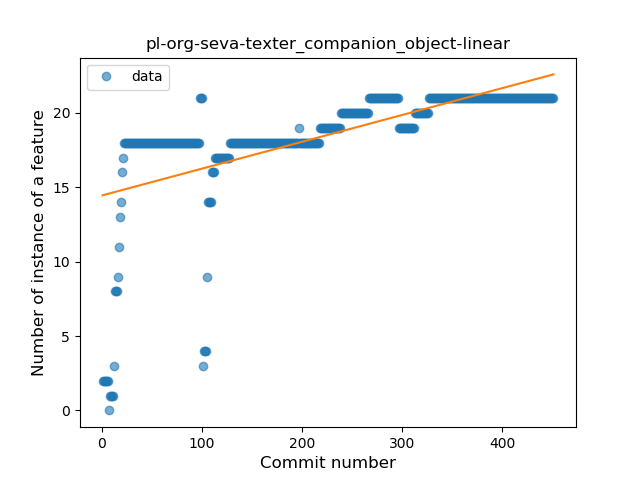 pl-org-seva-texter_companion_object-linear
data
Number of instance of a feature
20
15
10
5
0
0 100 200 300 400
Commit number